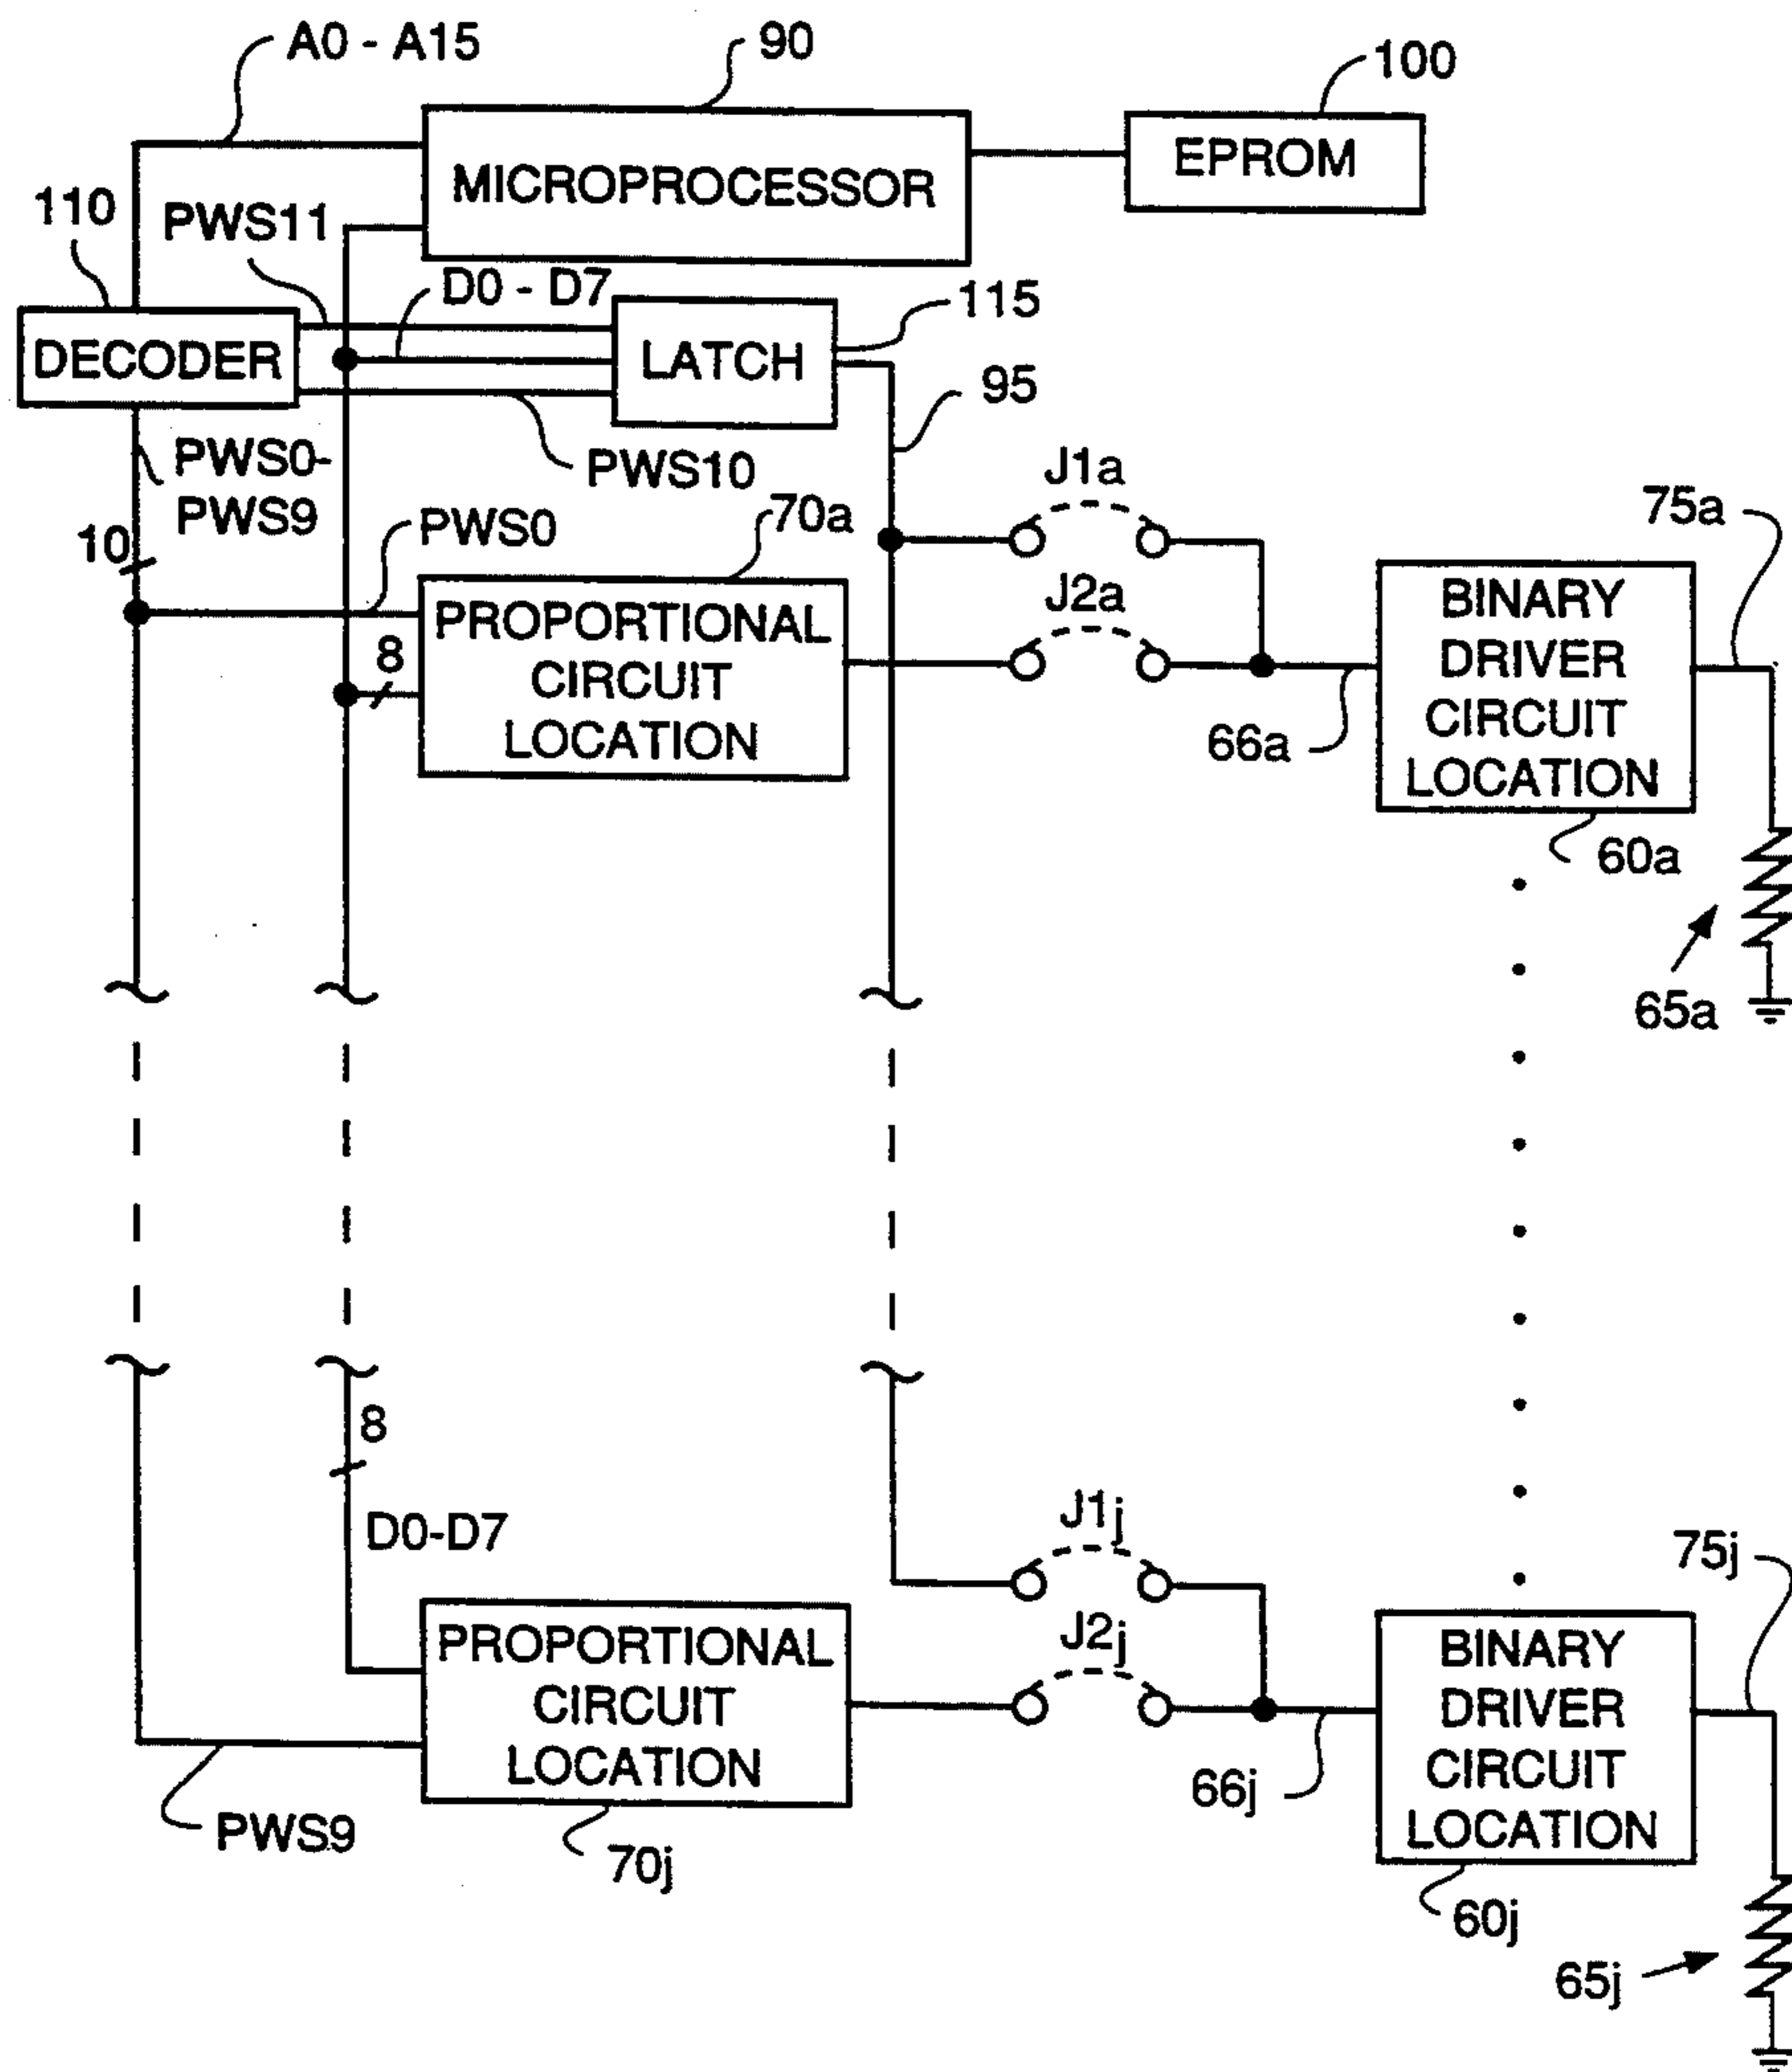 A0 - A15
90
100
MICROPROCESSOR
EPROM
110
PWS11
D0 - D7
115
DECODER
LATCH
95
PWS0-
PWS9
PWS10
10
PWS0
70a
J1a
75a
PROPORTIONAL
CIRCUIT
LOCATION
8
J2a
BINARY
DRIVER
CIRCUIT
LOCATION
66a
60a
65a
8
D0-D7
J1j
75j
PROPORTIONAL
CIRCUIT
LOCATION
J2j
BINARY
DRIVER
CIRCUIT
LOCATION
66j
PWS9
70j
60j
65j